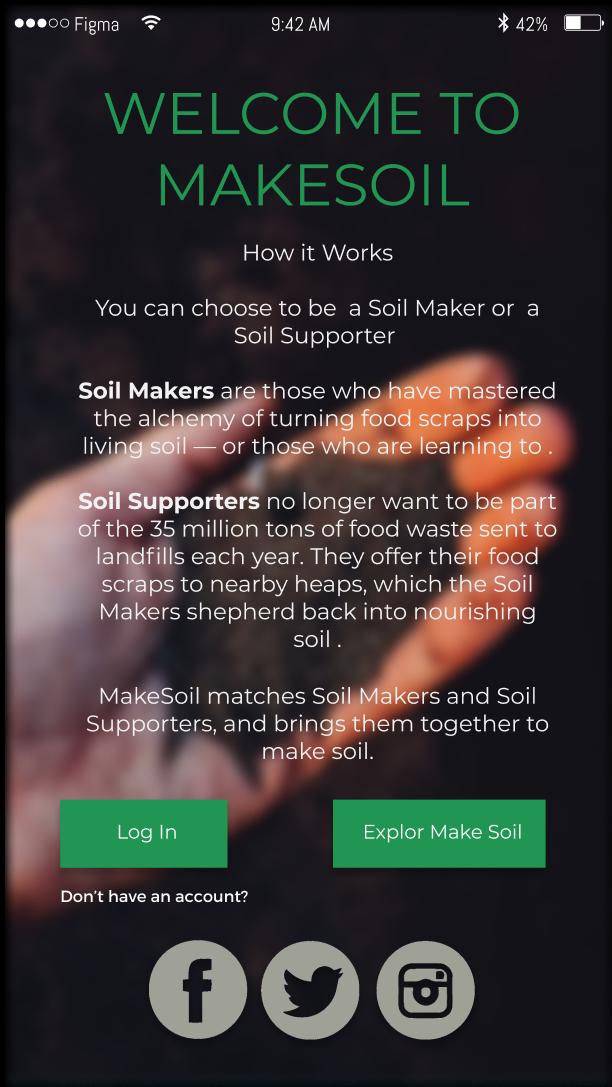 Figma 9:42 AM 42%
WELCOME TO
MAKESOIL
How it Works
You can choose to be  a Soil Maker or  a
Soil Supporter
Soil Makers are those who have mastered
the alchemy of turning food scraps into
living soil — or those who are learning to .
Soil Supporters no longer want to be part
of the 35 million tons of food waste sent to
landfills each year. They offer their food
scraps to nearby heaps, which the Soil
Makers shepherd back into nourishing
soil .
MakeSoil matches Soil Makers and Soil
Supporters, and brings them together to
make soil.
Log In
Explor Make Soil
Don't have an account?